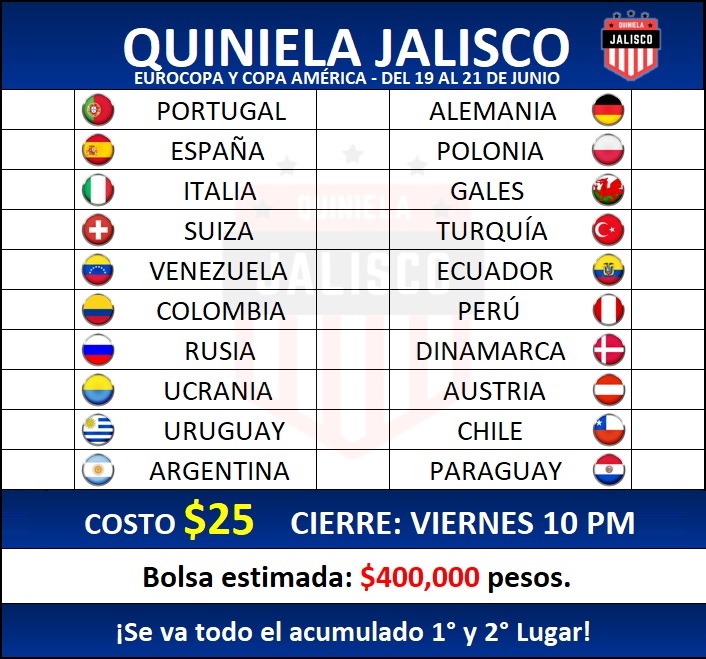 QUINIELA JALISCO
JALISCO
EUROCOPA Y COPA AMÉRICA - DEL 19 AL 21 DE JUNIO
PORTUGAL ALEMANIA
ESPAÑA POLONIA
ITALIA GALES
SUIZA TURQUÍA
VENEZUELA ECUADOR
COLOMBIA PERÚ
RUSIA DINAMARCA
UCRANIA AUSTRIA
URUGUAY CHILE
ARGENTINA PARAGUAY
QUINIELA
JALISCO
COSTO $25 CIERRE: VIERNES 10 PM
Bolsa estimada: $400,000 pesos.
¡Se va todo el acumulado 1° y 2° Lugar!